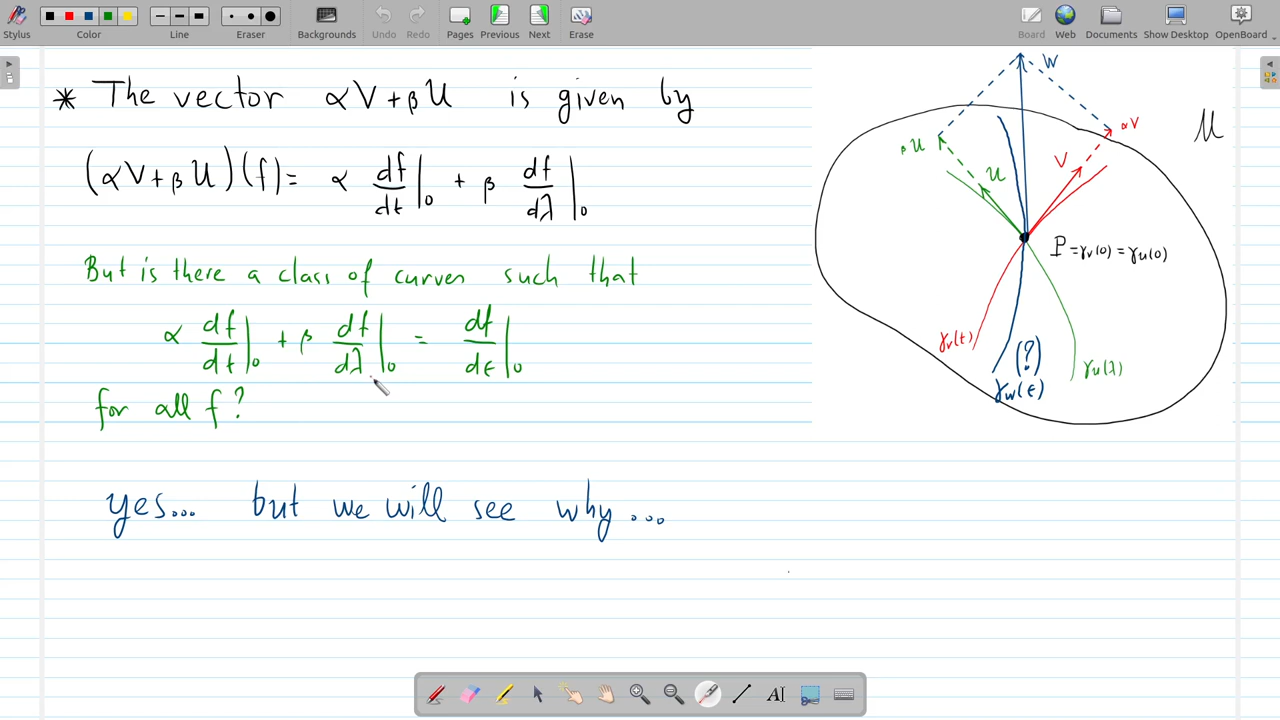 Stylus Color Line Eraser Backgrounds Undo Redo Pages Previous Next Erase Board Web Documents Show Desktop OpenBoard
* The vector αV+βU is given by
(αV+βU)(f)= α df/dt|₀ + β df/dλ|₀
But is there a class of curves such that
α df/dt|₀ + β df/dλ|₀ = df/dϵ|₀
for all f?
yes... but we will see why...
W
αV
M
βU
V
U
P=γv(0)=γu(0)
γv(t)
(?)
γu(λ)
γw(ϵ)
AI